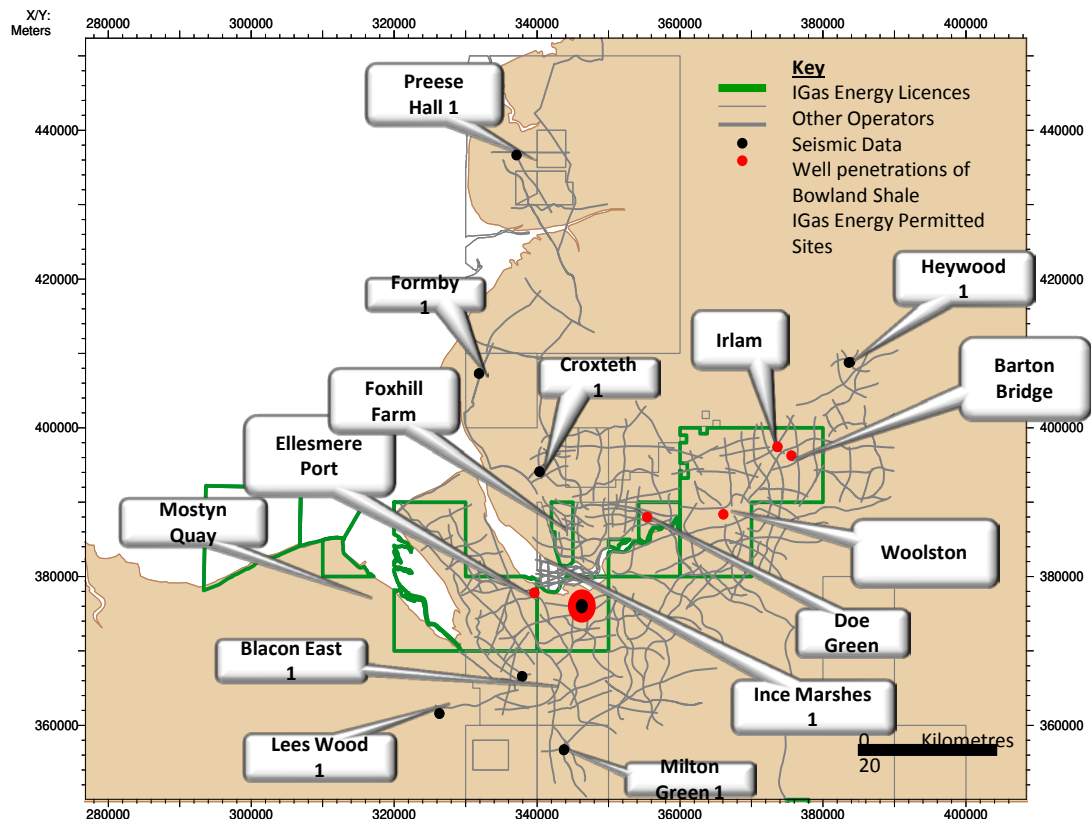 X/Y:
Meters
280000
300000
320000
340000
360000
380000
400000
Key
IGas Energy Licences
Other Operators
Seismic Data
Well penetrations of
Bowland Shale
IGas Energy Permitted
Sites
Preese
Hall 1
440000
440000
420000
420000
Formby
1
Heywood
1
Irlam
Croxteth
1
Barton
Bridge
Foxhill
Farm
400000
400000
Ellesmere
Port
Mostyn
Quay
Woolston
380000
380000
Doe
Green
Blacon East
1
Ince Marshes
1
360000
360000
Lees Wood
1
Milton
Green 1
0
Kilometres
20
280000
300000
320000
340000
360000
380000
400000